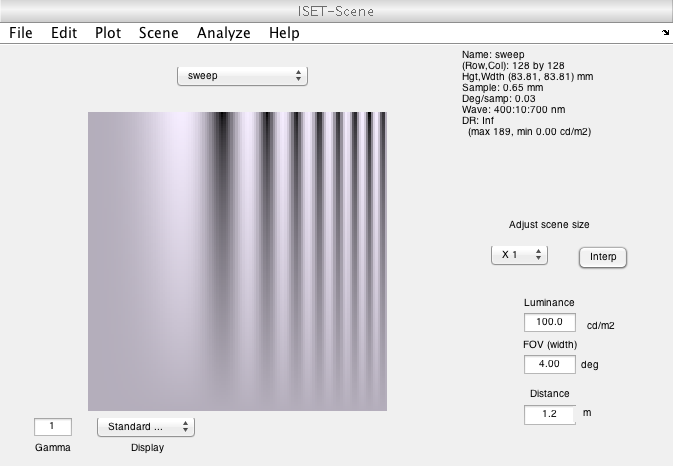 ISET-Scene
File Edit Plot Scene Analyze Help
sweep
Name: sweep
(Row,Col): 128 by 128
Hgt,Wdth (83.81, 83.81) mm
Sample: 0.65 mm
Deg/samp: 0.03
Wave: 400:10:700 nm
DR: Inf
(max 189, min 0.00 cd/m2)
Adjust scene size
X 1 Interp
Luminance
100.0 cd/m2
FOV (width)
4.00 deg
Distance
1.2 m
1 Standard ...
Gamma Display